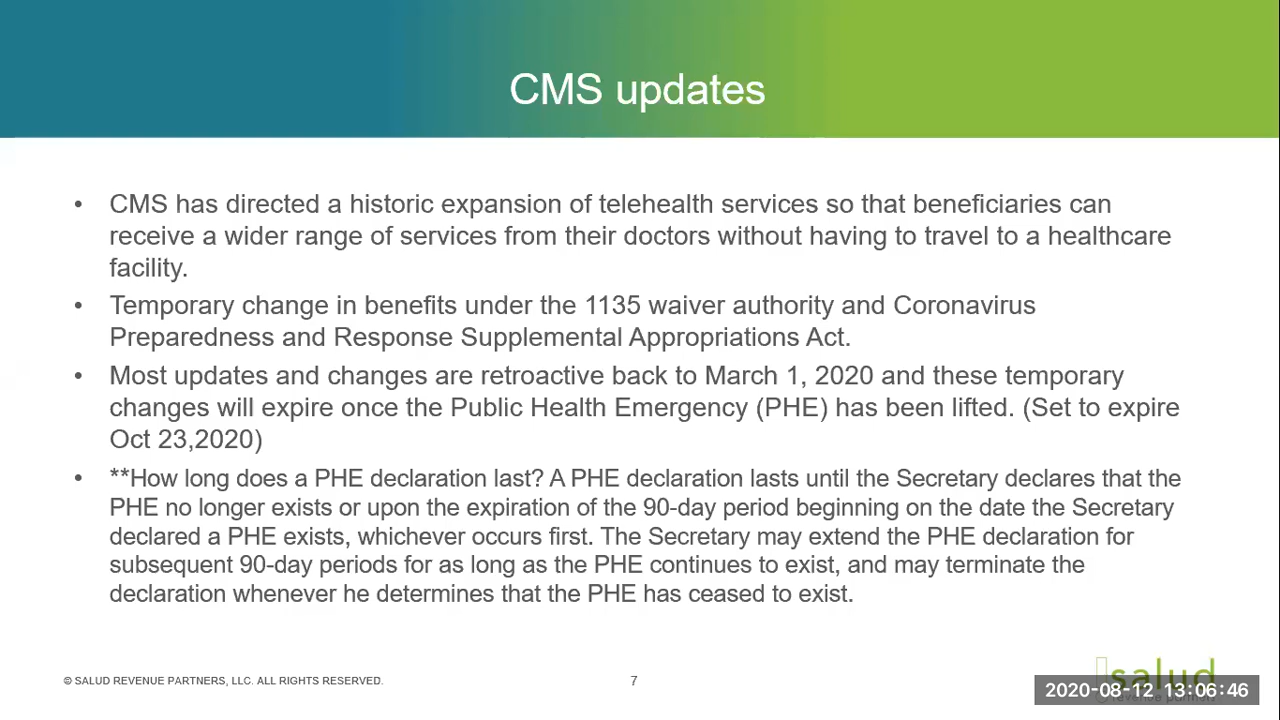 CMS updates
• CMS has directed a historic expansion of telehealth services so that beneficiaries can
receive a wider range of services from their doctors without having to travel to a healthcare
facility.
• Temporary change in benefits under the 1135 waiver authority and Coronavirus
Preparedness and Response Supplemental Appropriations Act.
• Most updates and changes are retroactive back to March 1, 2020 and these temporary
changes will expire once the Public Health Emergency (PHE) has been lifted. (Set to expire
Oct 23,2020)
• **How long does a PHE declaration last? A PHE declaration lasts until the Secretary declares that the
PHE no longer exists or upon the expiration of the 90-day period beginning on the date the Secretary
declared a PHE exists, whichever occurs first. The Secretary may extend the PHE declaration for
subsequent 90-day periods for as long as the PHE continues to exist, and may terminate the
declaration whenever he determines that the PHE has ceased to exist.
© SALUD REVENUE PARTNERS, LLC. ALL RIGHTS RESERVED.
7
salud
2020-08-12 13:06:46